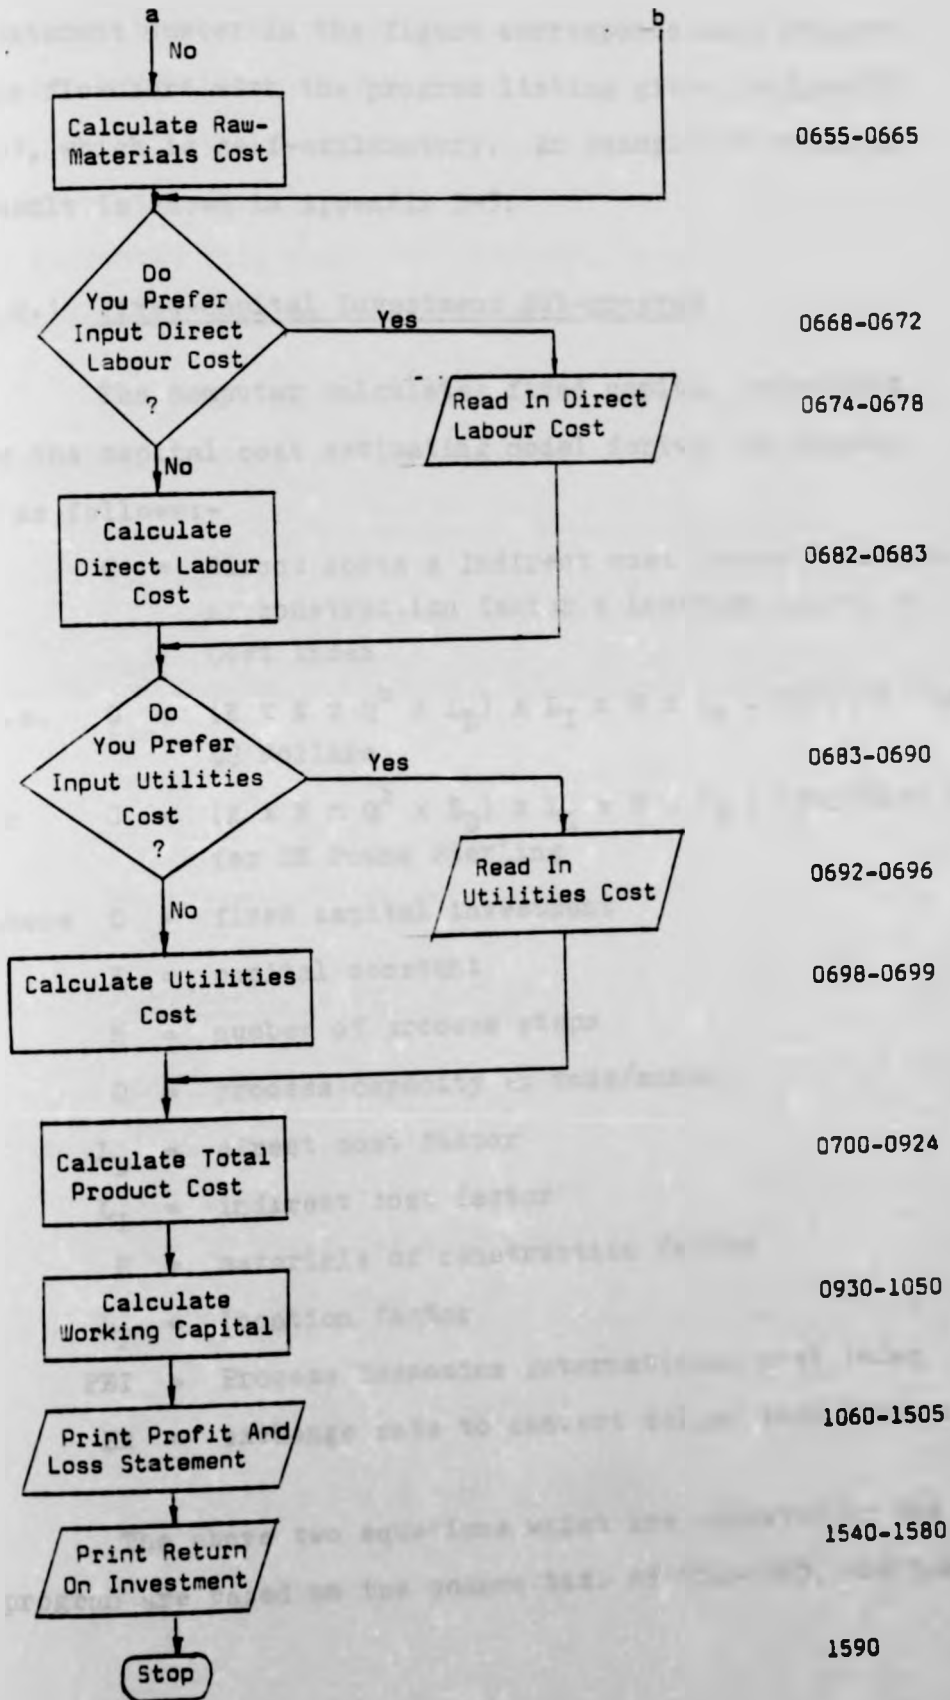 a
b
No
Calculate Raw-
Materials Cost
0655-0665
Do
You Prefer
Input Direct
Labour Cost
?
Yes
0668-0672
Read In Direct
Labour Cost
0674-0678
No
Calculate
Direct Labour
Cost
0682-0683
Do
You Prefer
Input Utilities
Cost
?
Yes
0683-0690
Read In
Utilities Cost
0692-0696
No
Calculate Utilities
Cost
0698-0699
Calculate Total
Product Cost
0700-0924
Calculate
Working Capital
0930-1050
Print Profit And
Loss Statement
1060-1505
Print Return
On Investment
1540-1580
Stop
1590